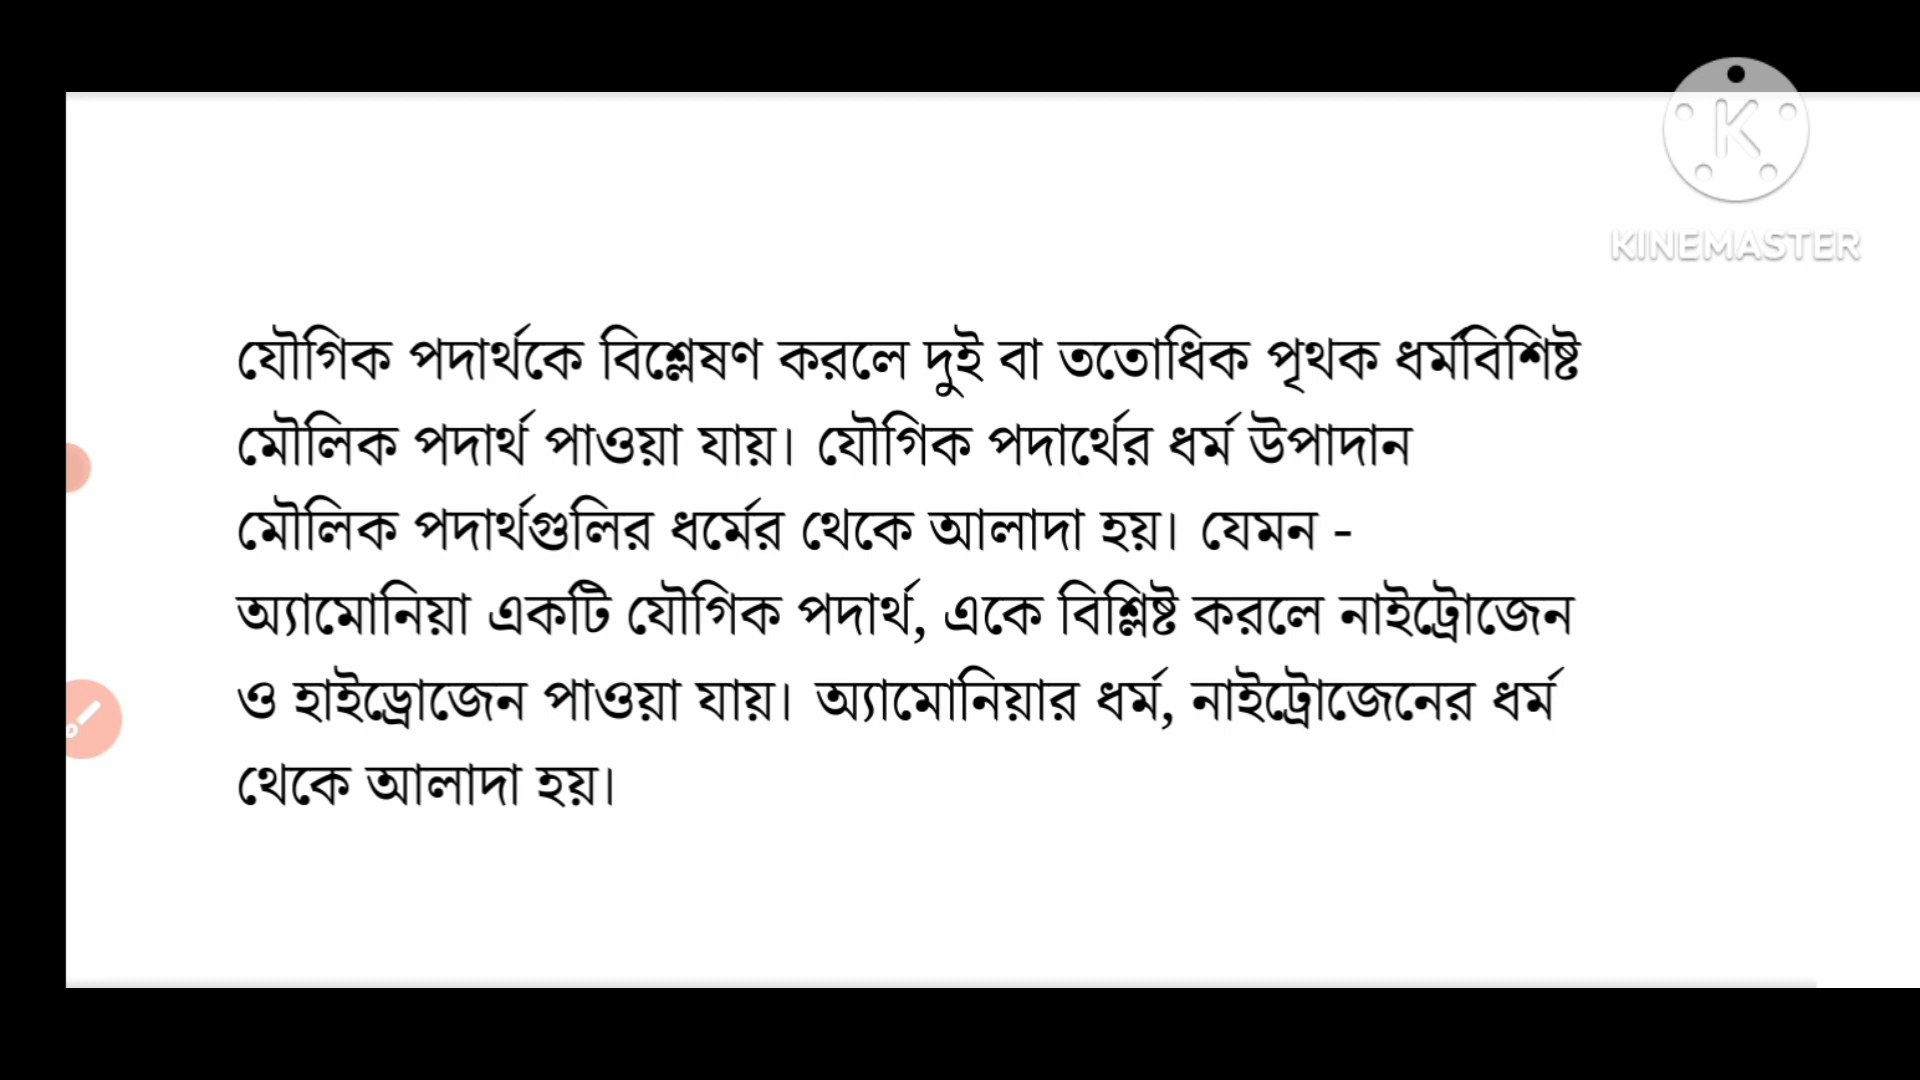 KINEMASTER
যৌগিক পদার্থকে বিশ্লেষণ করলে দুই বা ততোধিক পৃথক ধর্মবিশিষ্ট
মৌলিক পদার্থ পাওয়া যায়। যৌগিক পদার্থের ধর্ম উপাদান
মৌলিক পদার্থগুলির ধর্মের থেকে আলাদা হয়। যেমন -
অ্যামোনিয়া একটি যৌগিক পদার্থ, একে বিশ্লিষ্ট করলে নাইট্রোজেন
ও হাইড্রোজেন পাওয়া যায়। অ্যামোনিয়ার ধর্ম, নাইট্রোজেনের ধর্ম
থেকে আলাদা হয়।